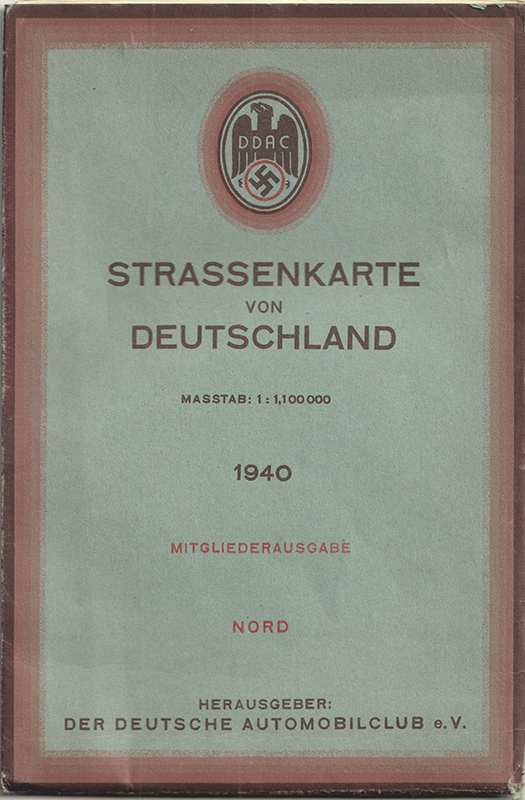 DDAC
STRASSENKARTE
VON
DEUTSCHLAND
MASSTAB: 1 : 1,100 000
1940
MITGLIEDERAUSGABE
NORD
HERAUSGEBER:
DER DEUTSCHE AUTOMOBILCLUB e. V.